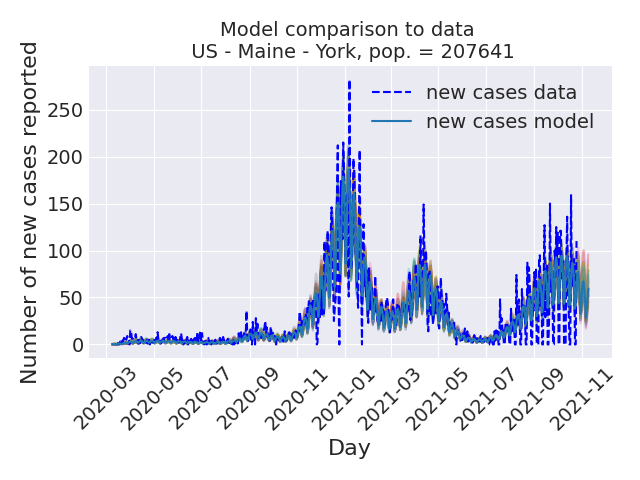 Model comparison to data
US - Maine - York, pop. = 207641
Number of new cases reported
250
200
150
100
50
0
new cases data
new cases model
2020-03
2020-05
2020-07
2020-09
2020-11
2021-01
2021-03
2021-05
2021-07
2021-09
2021-11
Day